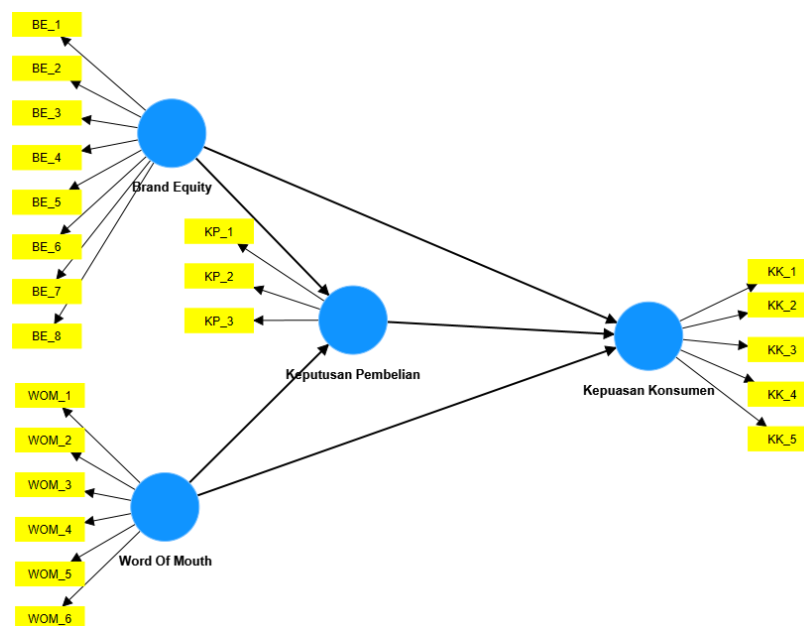 BE_1
BE_2
BE_3
BE_4
BE_5
BE_6
BE_7
BE_8
Brand Equity
KP_1
KP_2
KP_3
Keputusan Pembelian
KK_1
KK_2
KK_3
KK_4
KK_5
Kepuasan Konsumen
WOM_1
WOM_2
WOM_3
WOM_4
WOM_5
WOM_6
Word Of Mouth